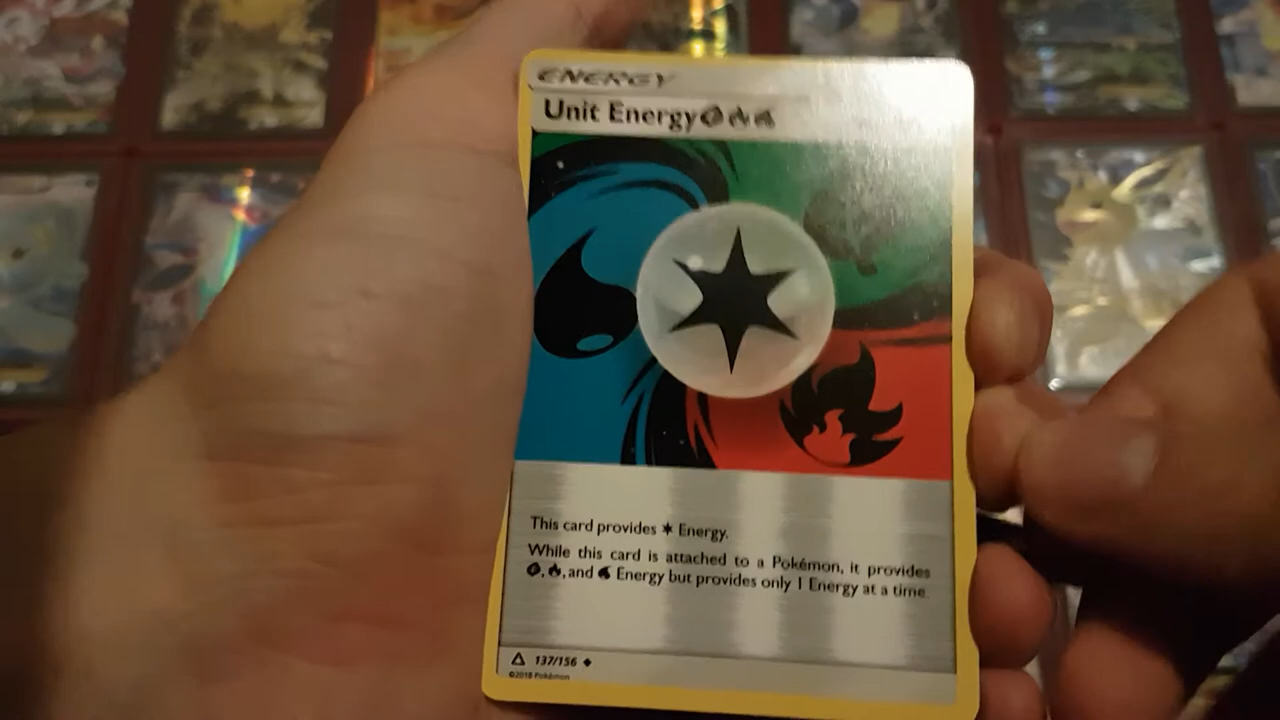 ENERGY
Unit Energy
This card provides Energy.
While this card is attached to a Pokémon, it provides
, , and Energy but provides only 1 Energy at a time.
137/156
©2018 Pokémon